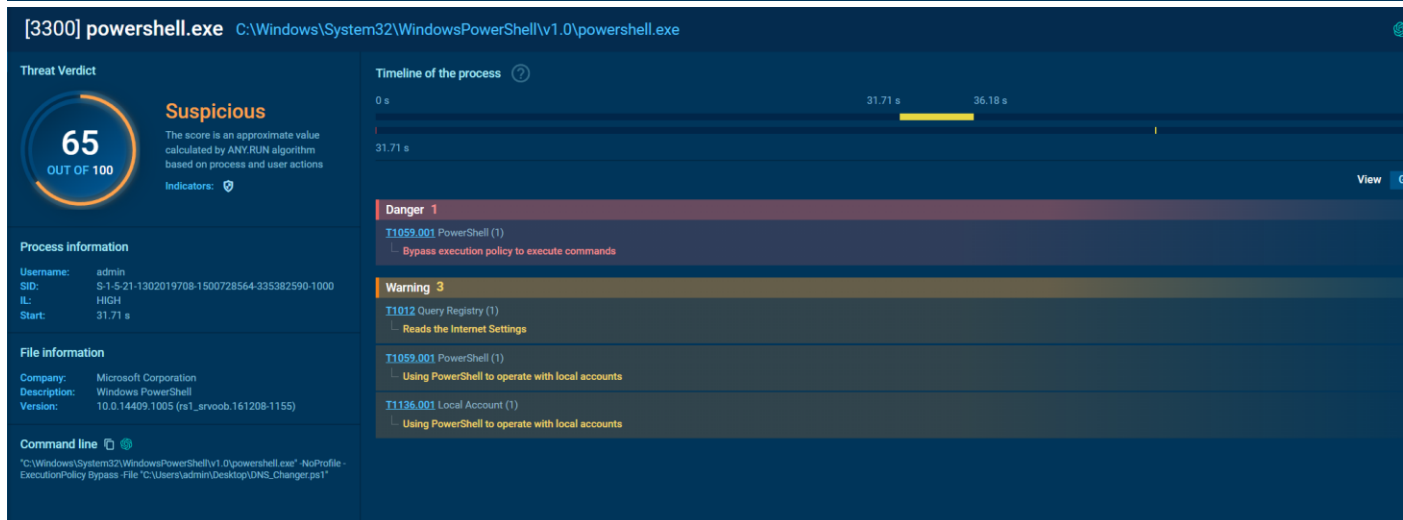 [3300] powershell.exe C:\Windows\System32\WindowsPowerShell\v1.0\powershell.exe
Threat Verdict
65
OUT OF 100
Suspicious
The score is an approximate value
calculated by ANY.RUN algorithm
based on process and user actions
Indicators:
Process information
Username: admin
SID: S-1-5-21-1302019708-1500728564-335382590-1000
IL: HIGH
Start: 31.71 s
File information
Company: Microsoft Corporation
Description: Windows PowerShell
Version: 10.0.14409.1005 (rs1_srvoob.161208-1155)
Command line
"C:\Windows\System32\WindowsPowerShell\v1.0\powershell.exe" -NoProfile -
ExecutionPolicy Bypass -File "C:\Users\admin\Desktop\DNS_Changer.ps1"
Timeline of the process ?
0 s 31.71 s 36.18 s
31.71 s
View
Danger 1
T1059.001 PowerShell (1)
Bypass execution policy to execute commands
Warning 3
T1012 Query Registry (1)
Reads the Internet Settings
T1059.001 PowerShell (1)
Using PowerShell to operate with local accounts
T1136.001 Local Account (1)
Using PowerShell to operate with local accounts